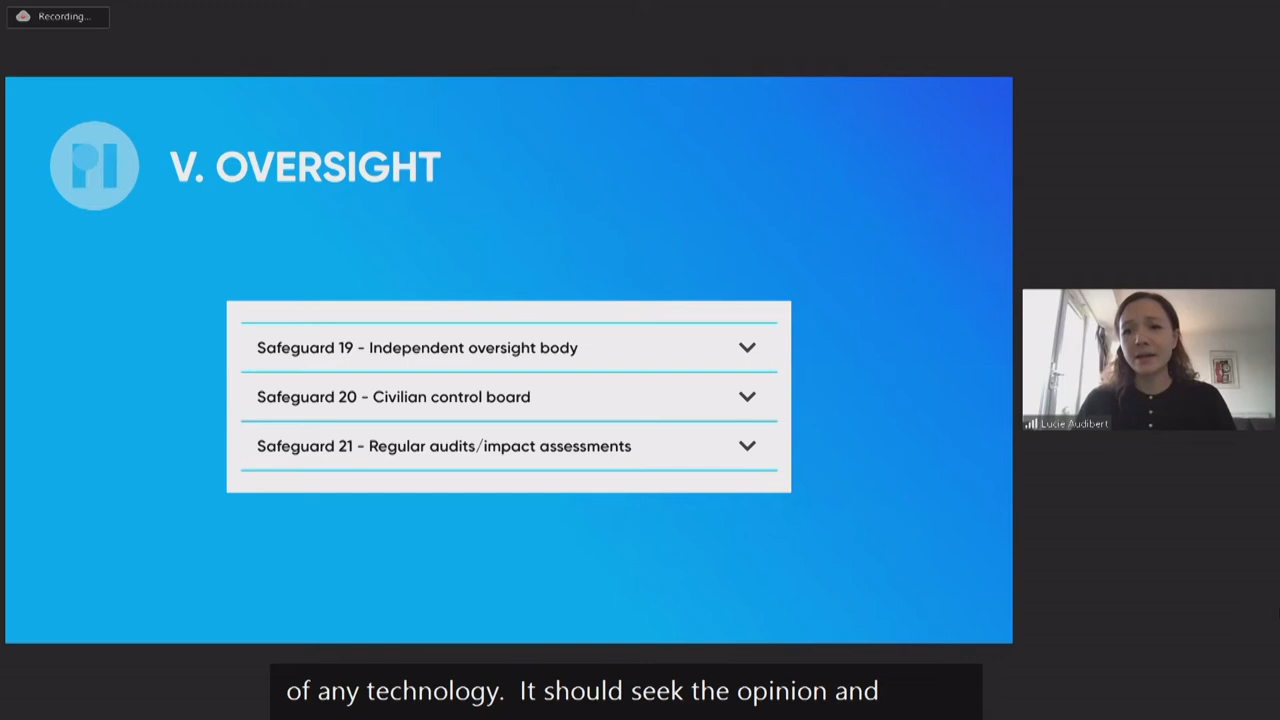 Recording...
PI
V. OVERSIGHT
Safeguard 19 - Independent oversight body
Safeguard 20 - Civilian control board
Safeguard 21 - Regular audits/impact assessments
Lucie Audibert
of any technology.  It should seek the opinion and